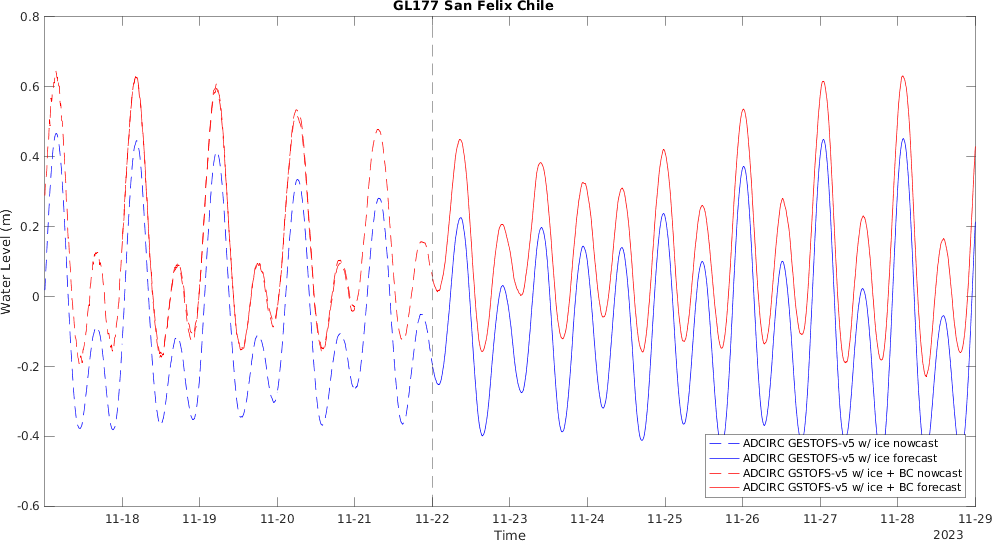 GL177 San Felix Chile
0.8
0.6
0.4
0.2
0
-0.2
-0.4
-0.6
Water Level (m)
ADCIRC GESTOFS-v5 w/ ice nowcast
ADCIRC GESTOFS-v5 w/ ice forecast
ADCIRC GSTOFS-v5 w/ ice + BC nowcast
ADCIRC GSTOFS-v5 w/ ice + BC forecast
11-18 11-19 11-20 11-21 11-22 11-23 11-24 11-25 11-26 11-27 11-28 11-29
Time
2023